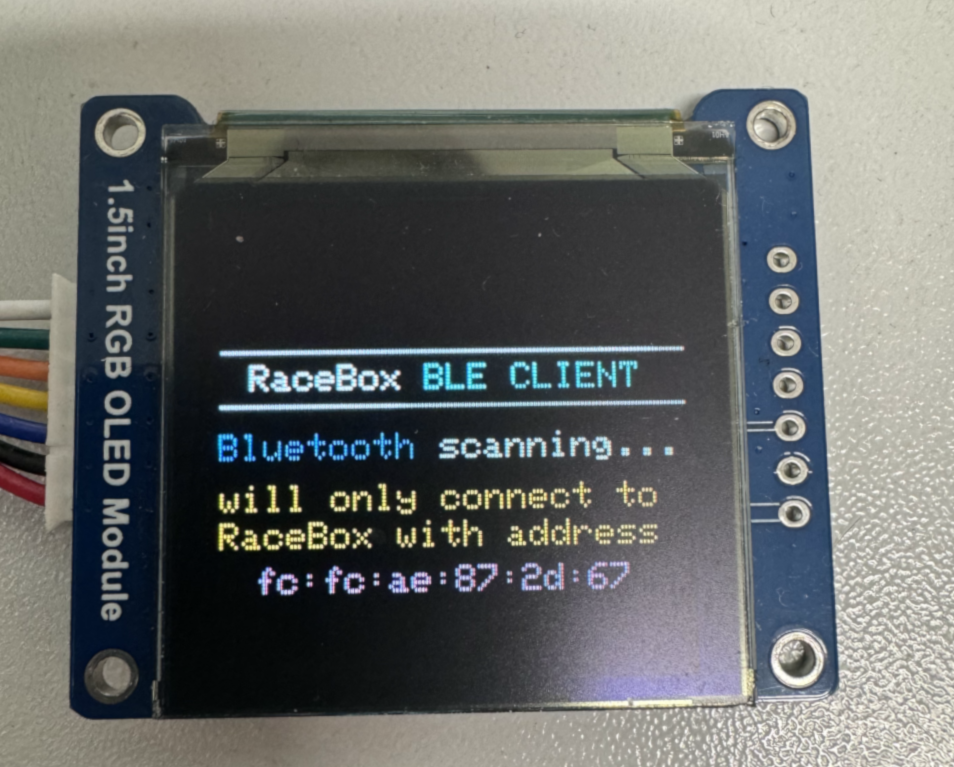 1.5inch RGB OLED Module
RaceBox BLE CLIENT
Bluetooth scanning...
will only connect to
RaceBox with address
fc:fc:ae:87:2d:67